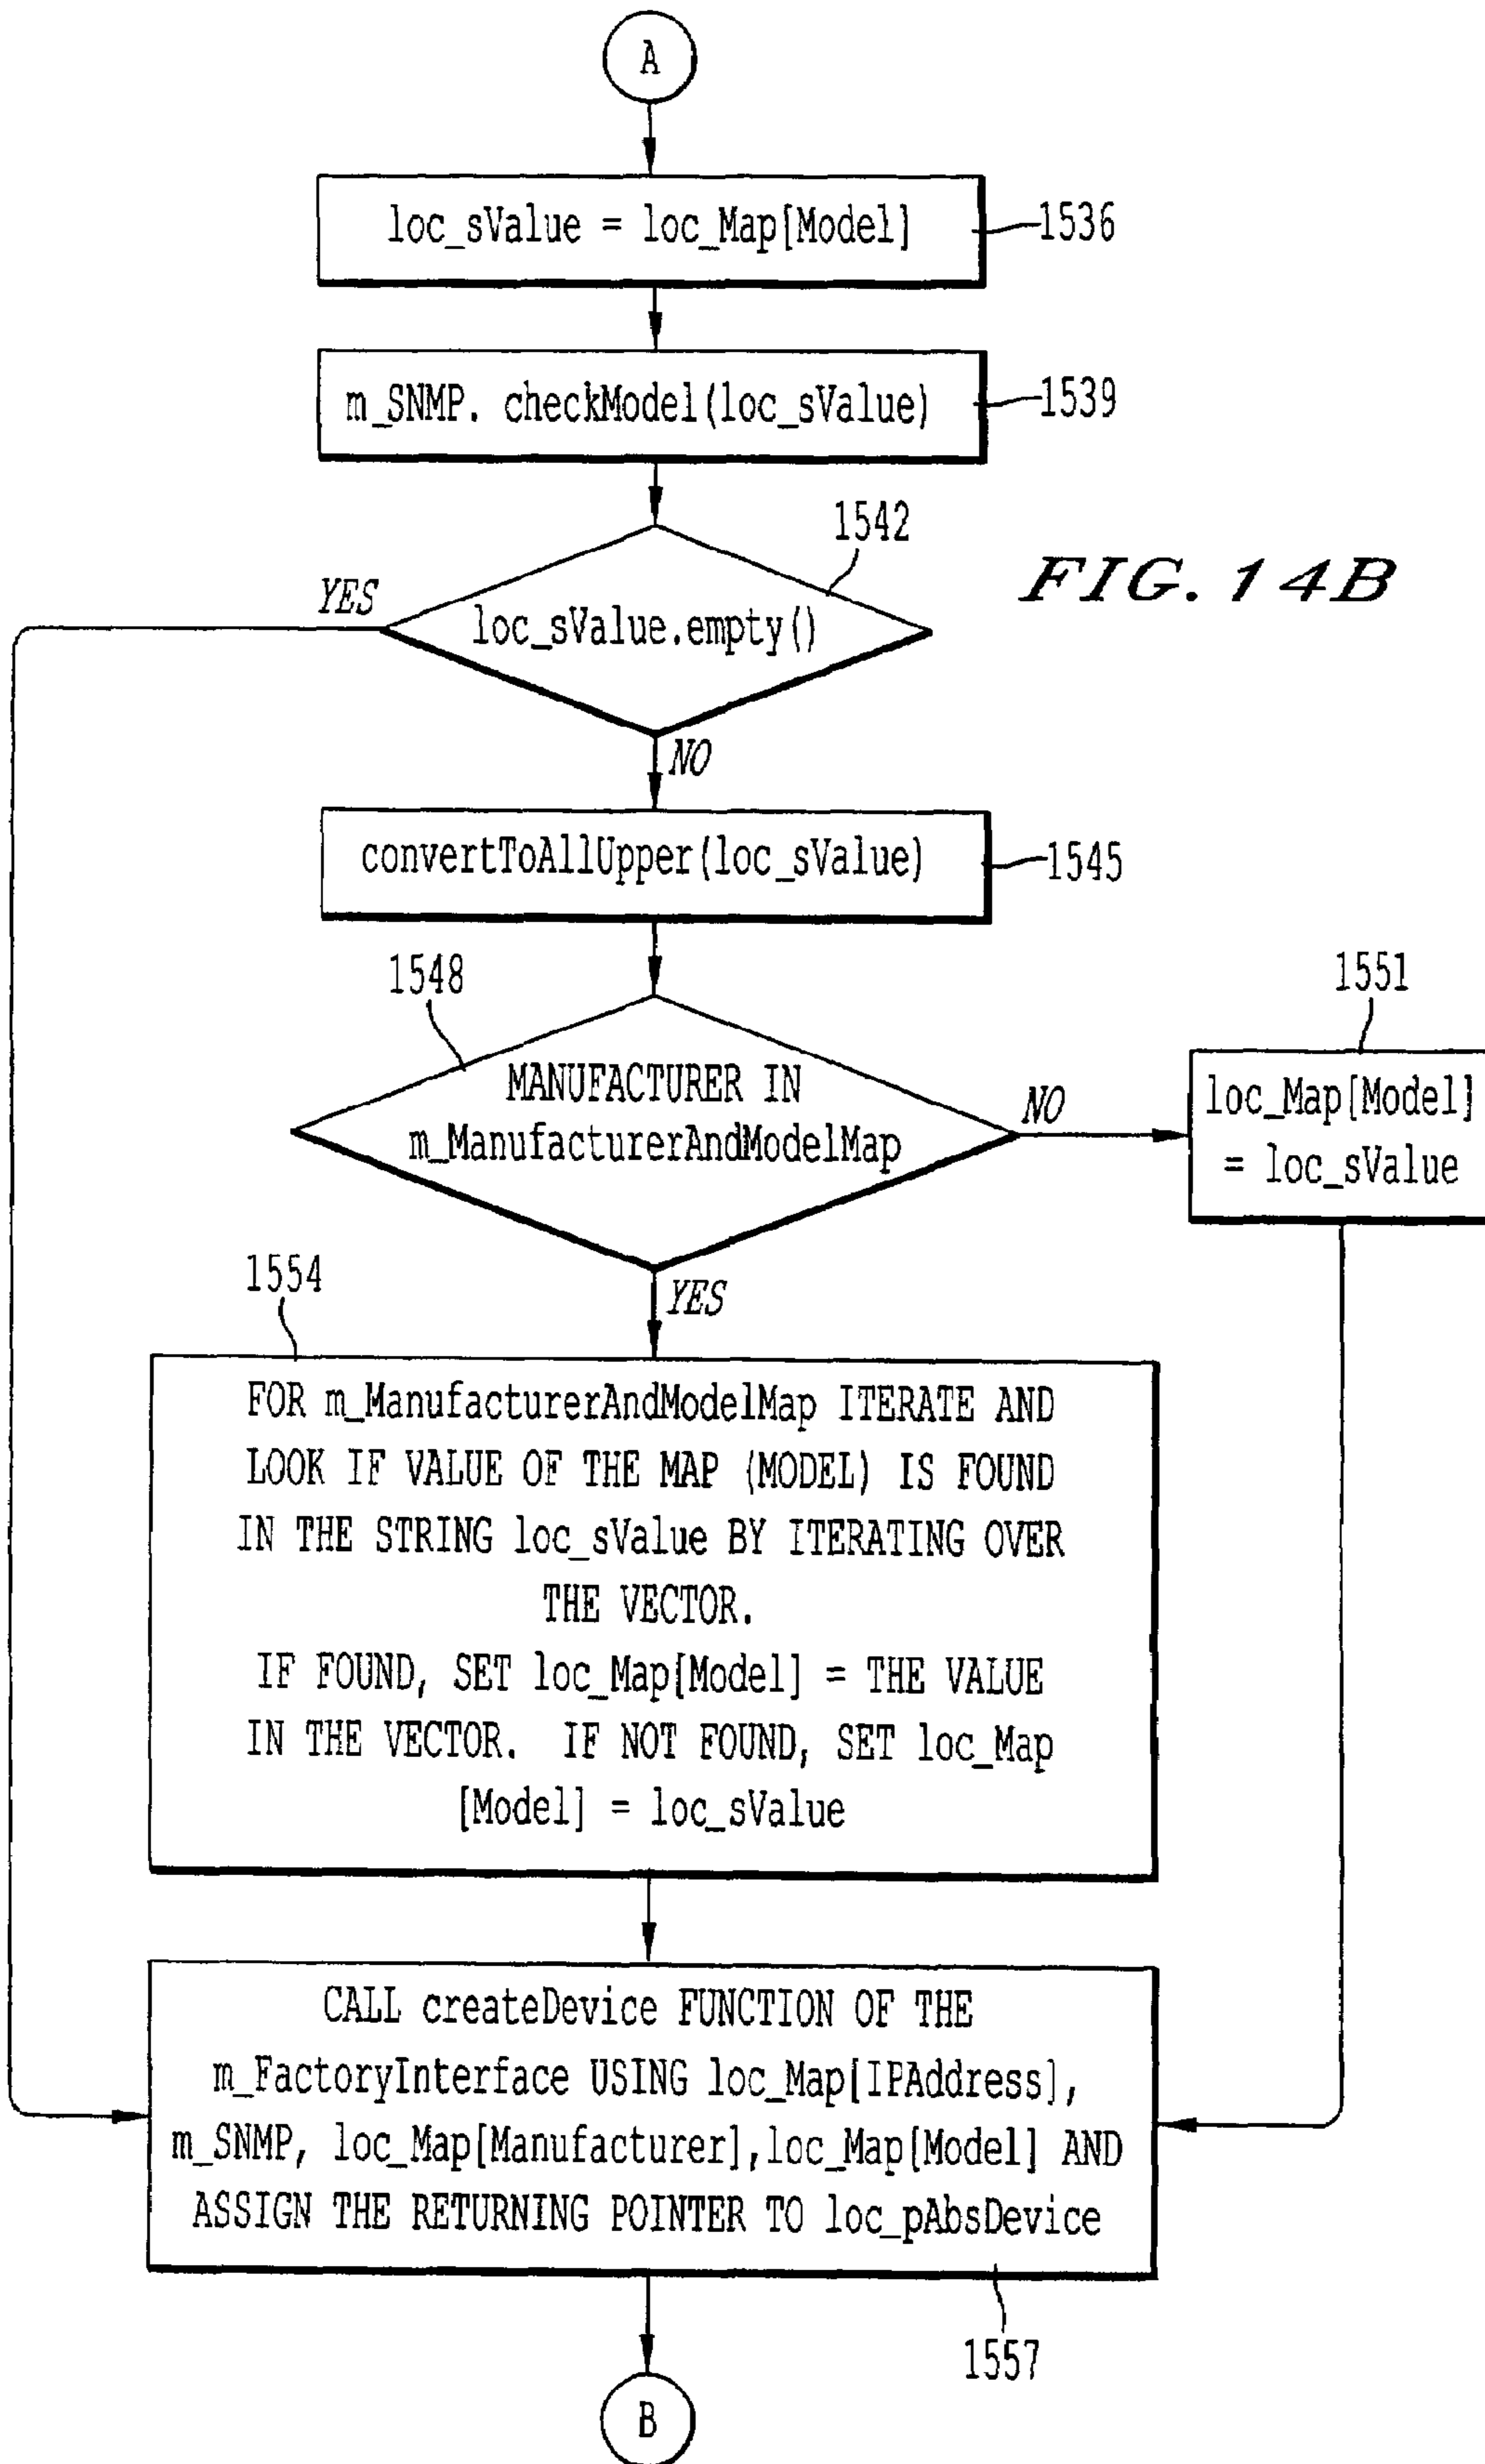 A
loc_sValue = loc_Map[Model]
1536
m_SNMP. checkModel(loc_sValue)
1539
1542
FIG. 14B
YES
loc_sValue.empty()
NO
convertToAllUpper(loc_sValue)
1545
1548
1551
MANUFACTURER IN
m_ManufacturerAndModelMap
NO
loc_Map[Model]
= loc_sValue
1554
YES
FOR m_ManufacturerAndModelMap ITERATE AND
LOOK IF VALUE OF THE MAP (MODEL) IS FOUND
IN THE STRING loc_sValue BY ITERATING OVER
THE VECTOR.
IF FOUND, SET loc_Map[Model] = THE VALUE
IN THE VECTOR. IF NOT FOUND, SET loc_Map
[Model] = loc_sValue
CALL createDevice FUNCTION OF THE
m_FactoryInterface USING loc_Map[IPAddress],
m_SNMP, loc_Map[Manufacturer],loc_Map[Model] AND
ASSIGN THE RETURNING POINTER TO loc_pAbsDevice
1557
B